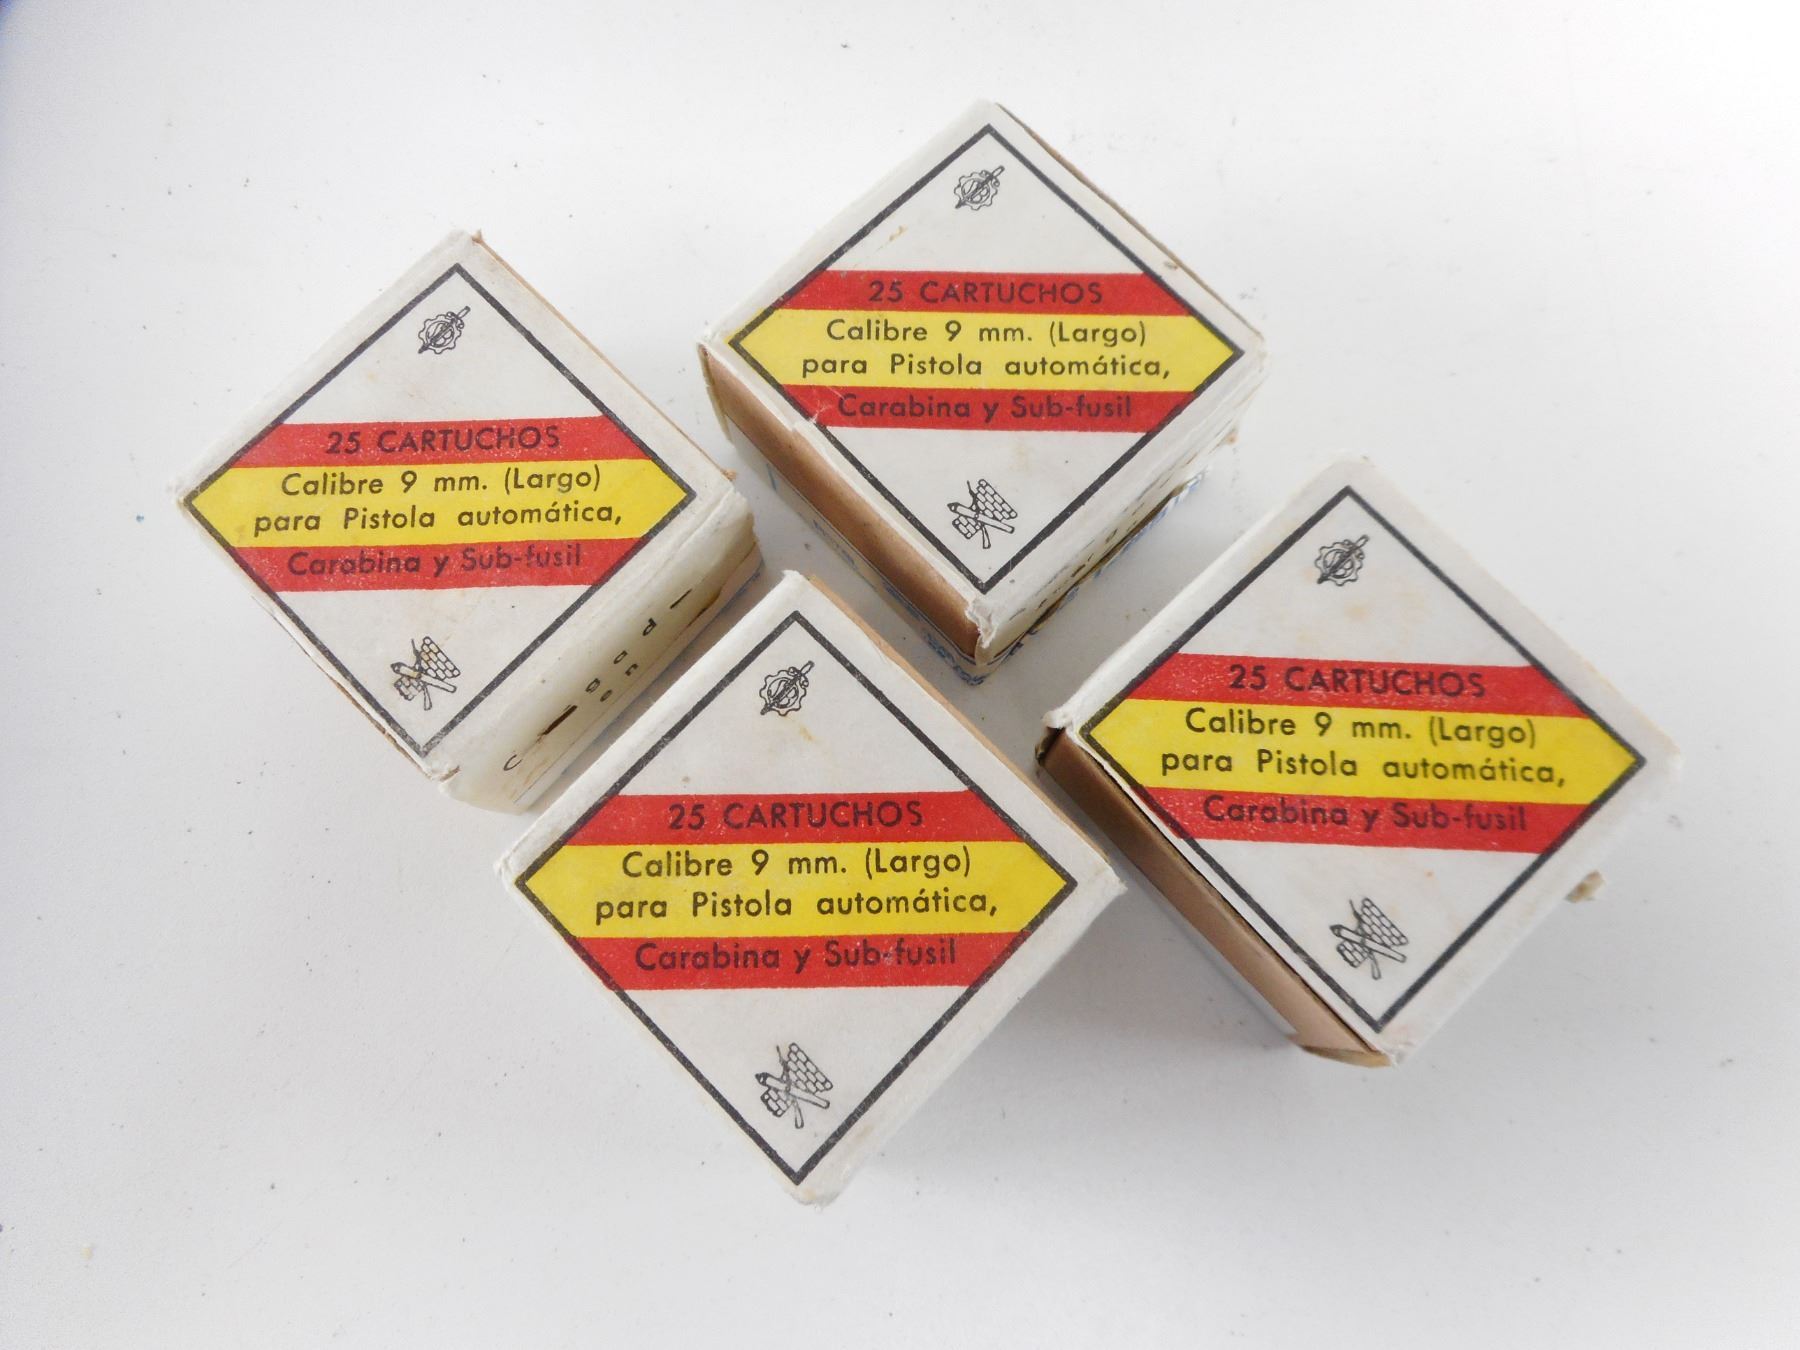 25 CARTUCHOS
Calibre 9 mm. (Largo)
para Pistola automática,
Carabina y Sub-fusil
25 CARTUCHOS
Calibre 9 mm. (Largo)
para Pistola automática,
Carabina y Sub-fusil
25 CARTUCHOS
Calibre 9 mm. (Largo)
para Pistola automática,
Carabina y Sub-fusil
25 CARTUCHOS
Calibre 9 mm. (Largo)
para Pistola automática,
Carabina y Sub-fusil